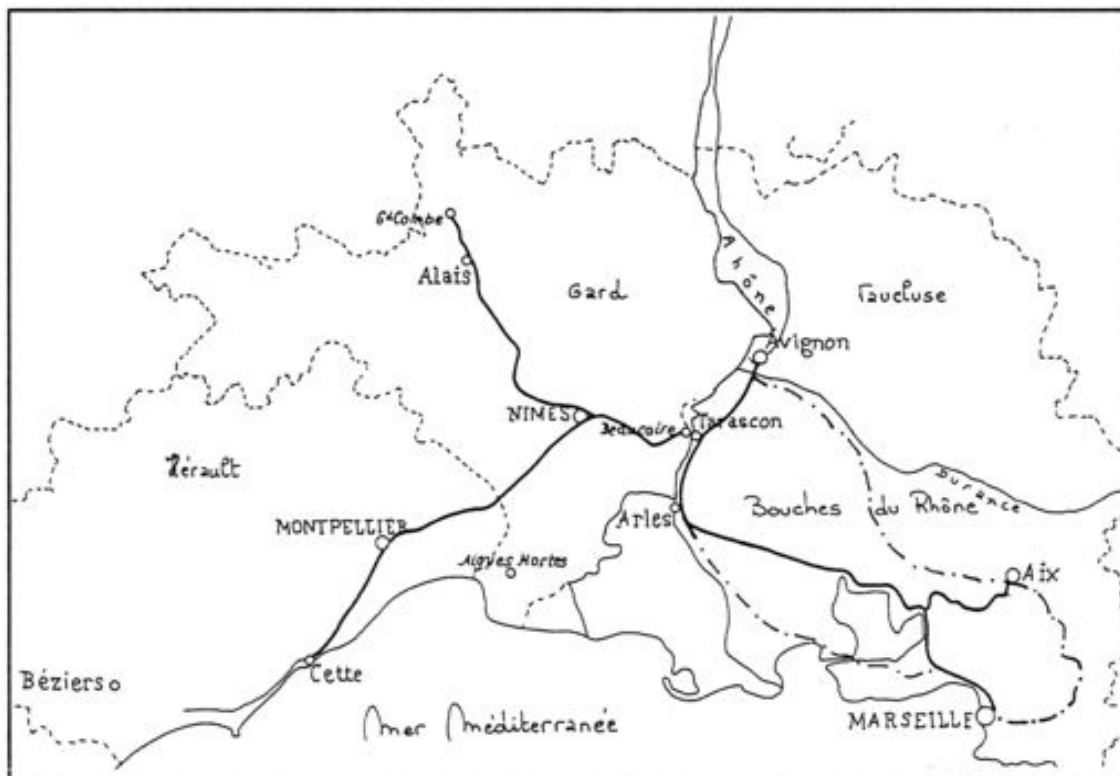 Gd Combe
Alais
Gard
Rhône
Vaucluse
Avignon
NIMES
Beaucaire
Tarascon
Hérault
Durance
Bouches du Rhône
Arles
MONTPELLIER
Aigues Mortes
Aix
Cette
Béziers
MARSEILLE
Mer Méditerranée